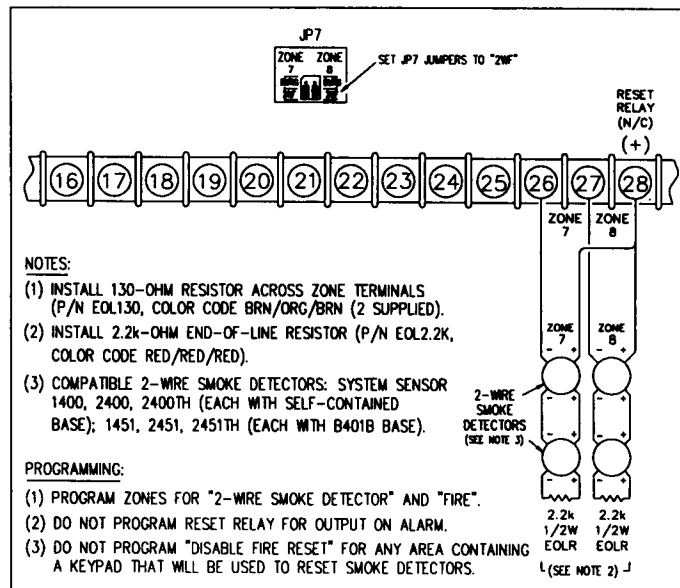 JP7
ZONE ZONE
7 8
SET JP7 JUMPERS TO "2WF"
RESET
RELAY
(N/C)
(+)
16 17 18 19 20 21 22 23 24 25 26 27 28
ZONE ZONE
7 8
NOTES:
(1) INSTALL 130-OHM RESISTOR ACROSS ZONE TERMINALS
(P/N EOL130, COLOR CODE BRN/ORG/BRN (2 SUPPLIED).
(2) INSTALL 2.2k-OHM END-OF-LINE RESISTOR (P/N EOL2.2K,
COLOR CODE RED/RED/RED).
(3) COMPATIBLE 2-WIRE SMOKE DETECTORS: SYSTEM SENSOR
1400, 2400, 2400TH (EACH WITH SELF-CONTAINED
BASE); 1451, 2451, 2451TH (EACH WITH B401B BASE).
PROGRAMMING:
(1) PROGRAM ZONES FOR "2-WIRE SMOKE DETECTOR" AND "FIRE".
(2) DO NOT PROGRAM RESET RELAY FOR OUTPUT ON ALARM.
(3) DO NOT PROGRAM "DISABLE FIRE RESET" FOR ANY AREA CONTAINING
A KEYPAD THAT WILL BE USED TO RESET SMOKE DETECTORS.
ZONE ZONE
7 8
- + - +
- + - +
2-WIRE
SMOKE
DETECTORS
(SEE NOTE 3)
- + - +
- + - +
2.2k 2.2k
1/2W 1/2W
EOLR EOLR
(SEE NOTE 2)